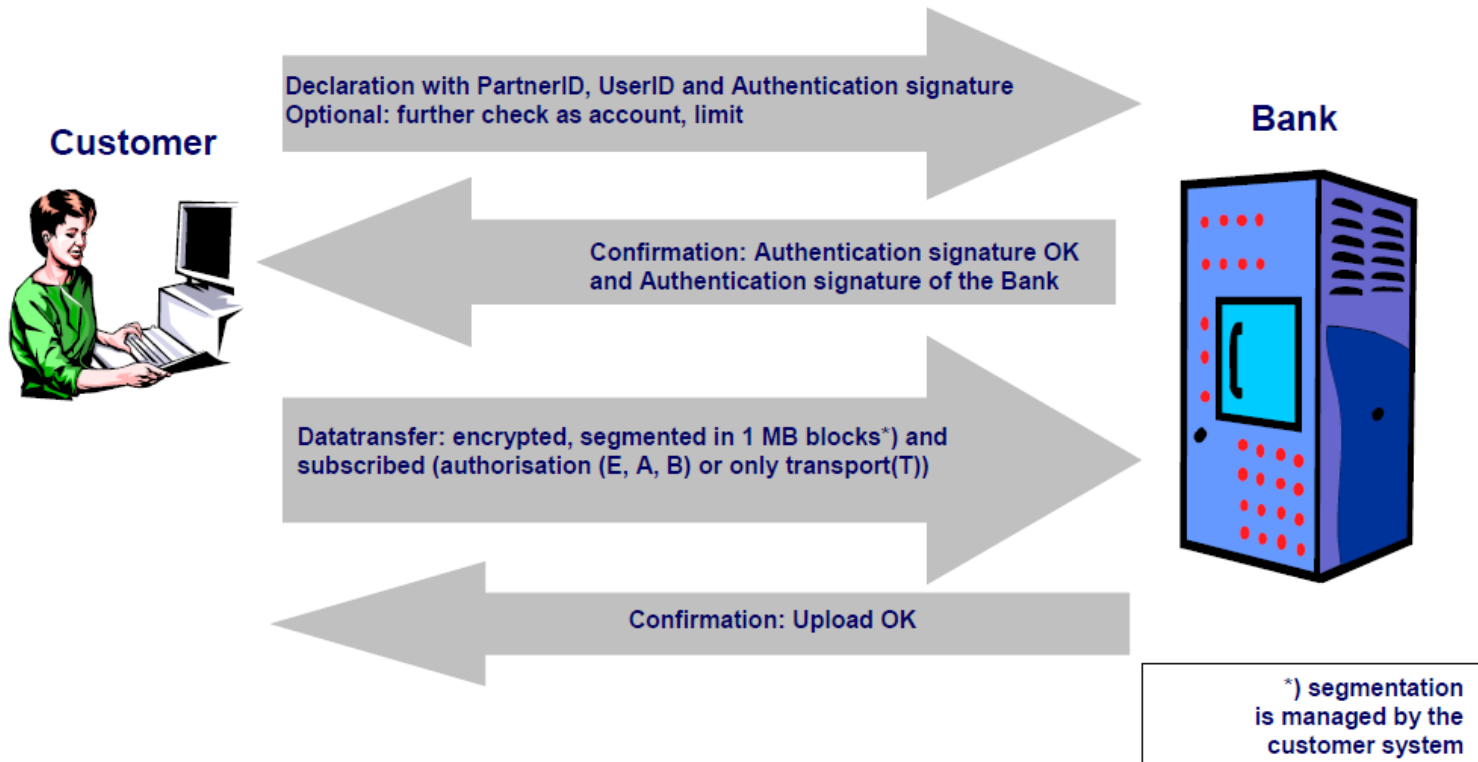 Declaration with PartnerID, UserID and Authentication signature
Optional: further check as account, limit
Customer
Bank
Confirmation: Authentication signature OK
and Authentication signature of the Bank
Datatransfer: encrypted, segmented in 1 MB blocks*) and
subscribed (authorisation (E, A, B) or only transport(T))
Confirmation: Upload OK
*) segmentation
is managed by the
customer system